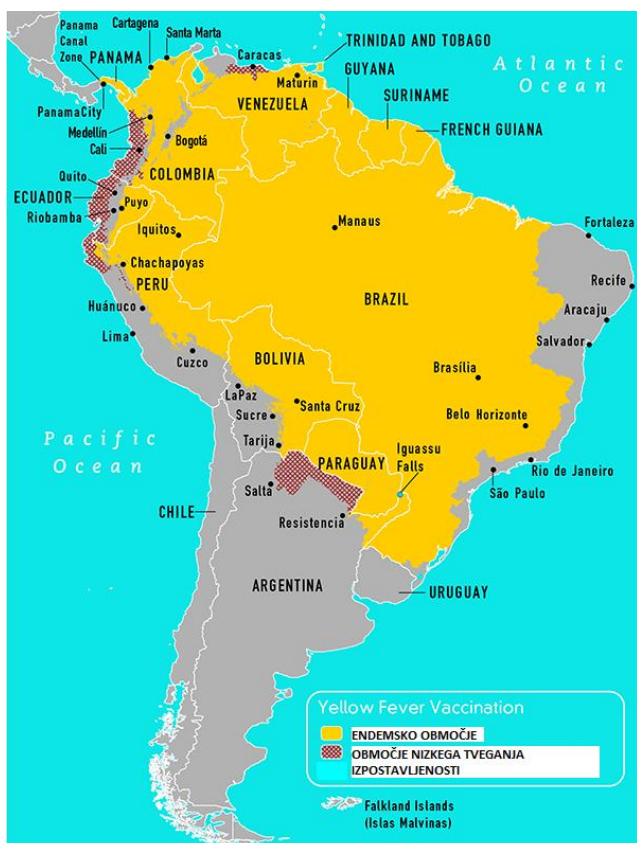 Panama
Canal
Zone
Cartagena
Santa Marta
PANAMA
Caracas
TRINIDAD AND TOBAGO
Atlantic
Ocean
Maturin
GUYANA
SURINAME
PanamaCity
VENEZUELA
FRENCH GUIANA
Medellín
Bogotá
Cali
COLOMBIA
Quito
ECUADOR
Puyo
Riobamba
Iquitos
Manaus
Fortaleza
Chachapoyas
PERU
Recife
BRAZIL
Huánuco
Aracaju
Lima
Salvador
Cuzco
BOLIVIA
Brasília
LaPaz
Santa Cruz
Sucre
Belo Horizonte
Pacific
Ocean
Tarija
PARAGUAY
Iguassu
Falls
Rio de Janeiro
Salta
São Paulo
CHILE
Resistencia
ARGENTINA
URUGUAY
Yellow Fever Vaccination
ENDEMSKO OBMOČJE
OBMOČJE NIZKEGA TVEGANJA
IZPOSTAVLJENOSTI
Falkland Islands
(Islas Malvinas)